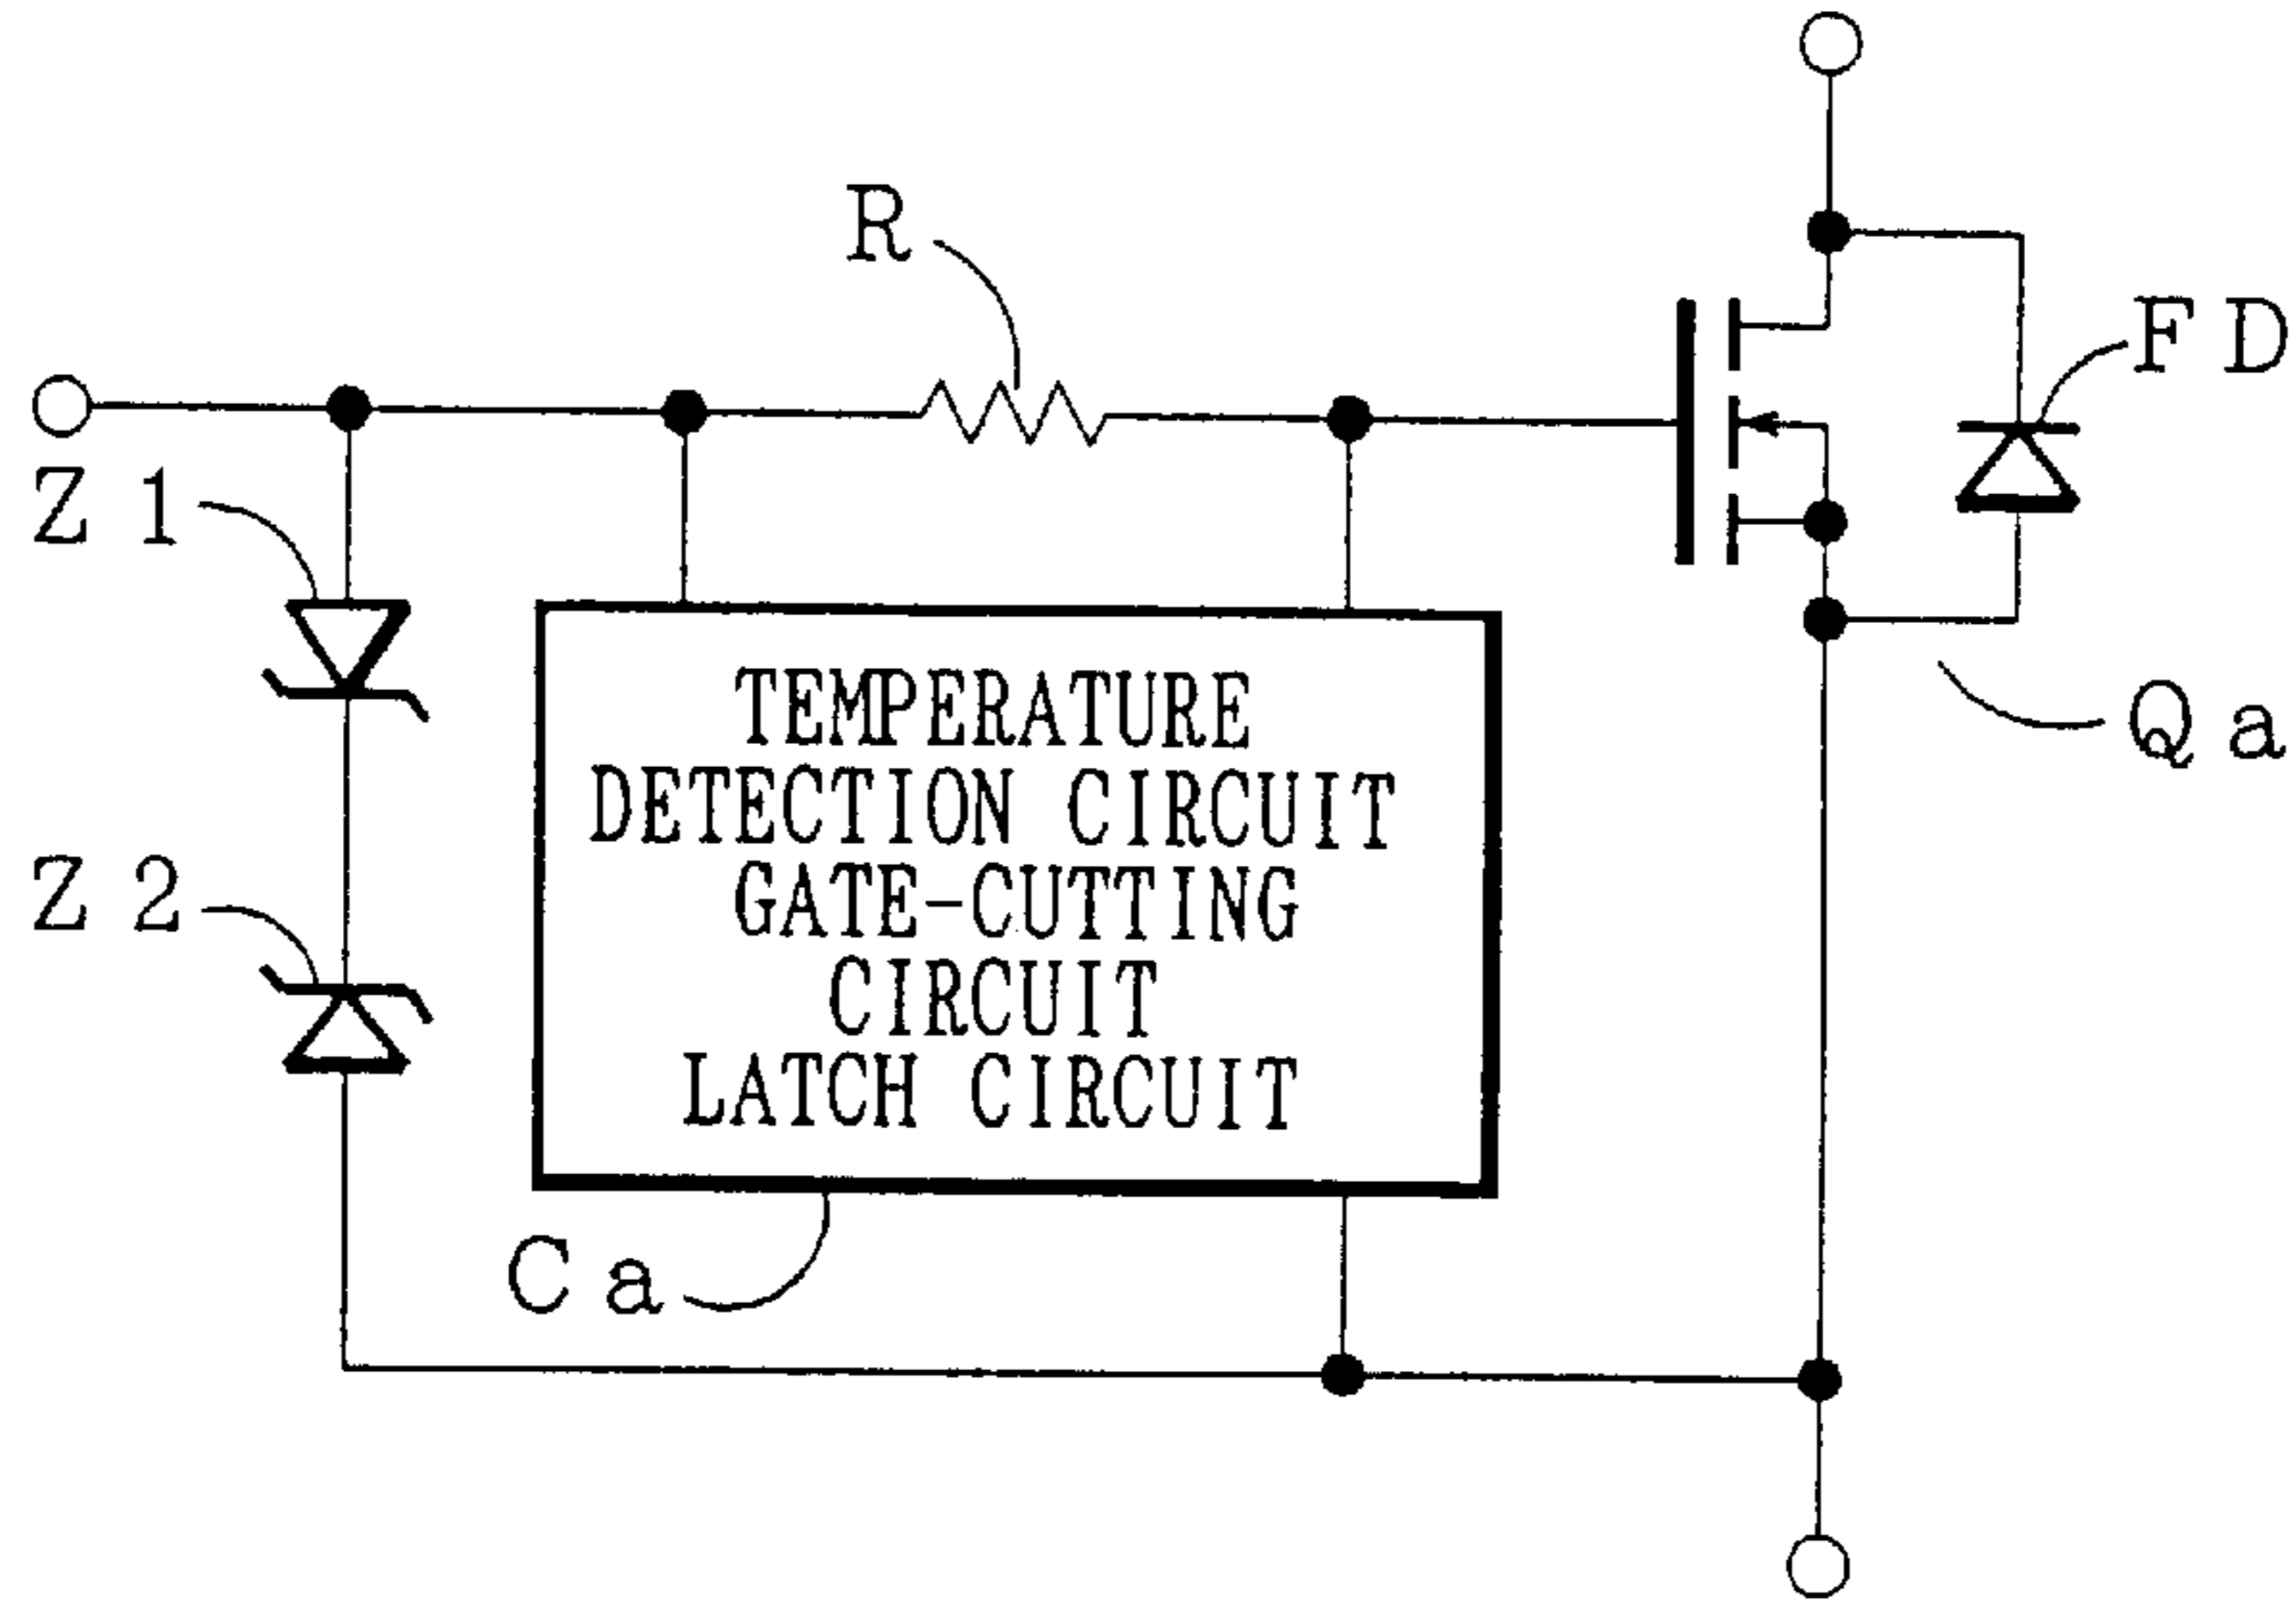 R
F D
Z 1
Q a
Z 2
TEMPERATURE
DETECTION CIRCUIT
GATE-CUTTING
CIRCUIT
LATCH CIRCUIT
C a